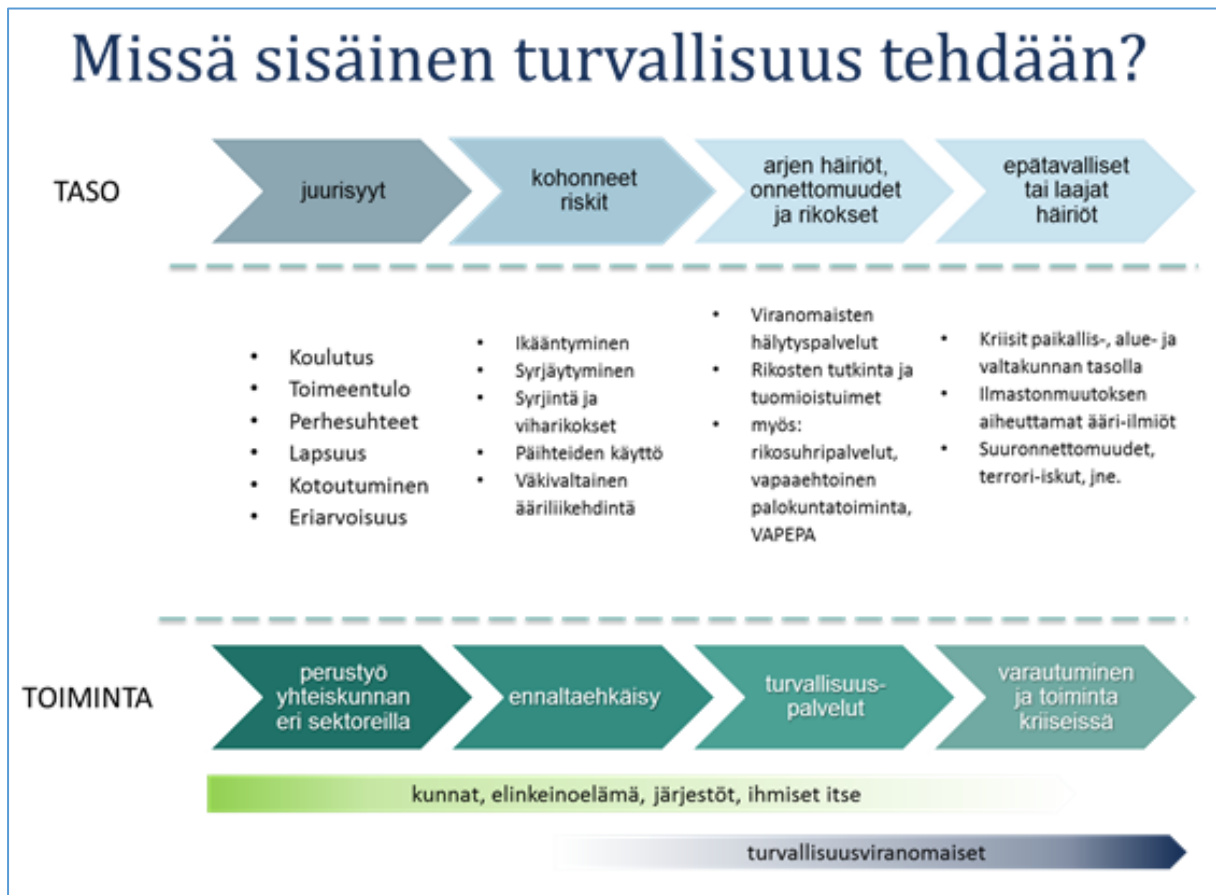 Missä sisäinen turvallisuus tehdään?
TASO
juurisyyt
kohonneet
riskit
arjen häiriöt,
onnettomuudet
ja rikokset
epätavalliset
tai laajat
häiriöt
• Koulutus
• Toimeentulo
• Perhesuhteet
• Lapsuus
• Kotoutuminen
• Eriarvoisuus
• Ikääntyminen
• Syrjäytyminen
• Syrjintä ja
viharikokset
• Päihteiden käyttö
• Väkivaltainen
ääriliikehdintä
• Viranomaisten
hälytyspalvelut
• Rikosten tutkinta ja
tuomioistuimet
• myös:
rikosuhripalvelut,
vapaaehtoinen
palokuntatoiminta,
VAPEPA
• Kriisit paikallis-, alue- ja
valtakunnan tasolla
• Ilmastonmuutoksen
aiheuttamat ääri-ilmiöt
• Suuronnettomuudet,
terrori-iskut, jne.
TOIMINTA
perustyö
yhteiskunnan
eri sektoreilla
ennaltaehkäisy
turvallisuus-
palvelut
varautuminen
ja toiminta
kriiseissä
kunnat, elinkeinoelämä, järjestöt, ihmiset itse
turvallisuusviranomaiset